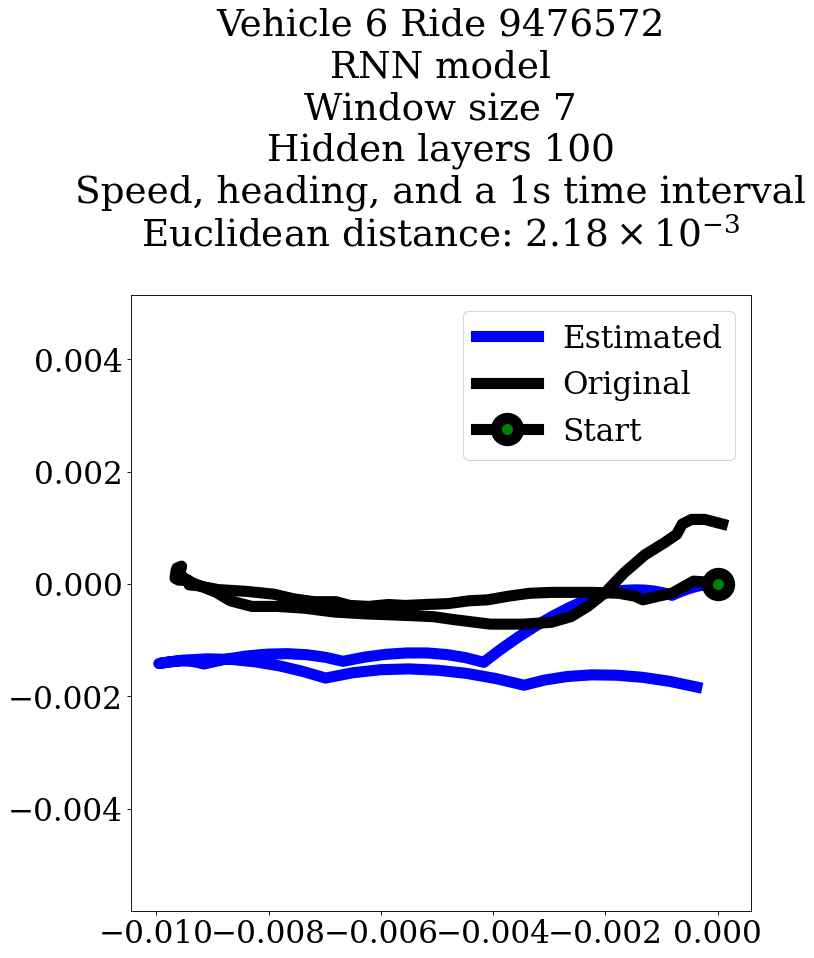 Vehicle 6 Ride 9476572
RNN model
Window size 7
Hidden layers 100
Speed, heading, and a 1s time interval
Euclidean distance: 2.18 × 10⁻³
Estimated
Original
Start
0.004
0.002
0.000
−0.002
−0.004
−0.010 −0.008 −0.006 −0.004 −0.002 0.000